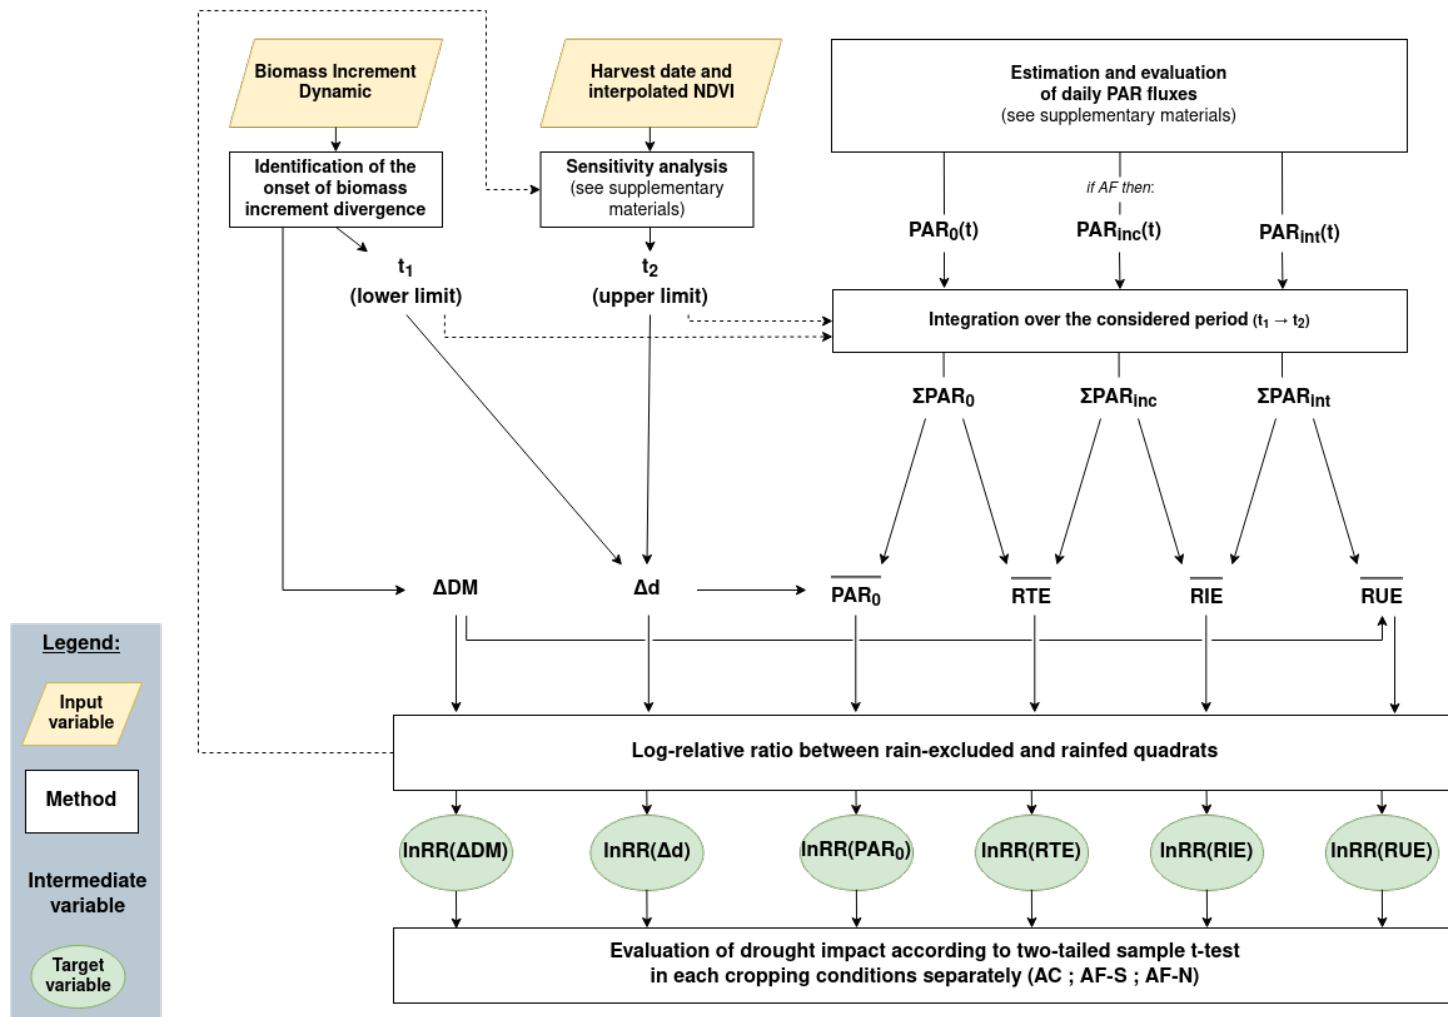 Biomass Increment
Dynamic
Harvest date and
interpolated NDVI
Estimation and evaluation
of daily PAR fluxes
(see supplementary materials)
Identification of the
onset of biomass
increment divergence
Sensitivity analysis
(see supplementary
materials)
if AF then:
PAR₀(t)
PARinc(t)
PARint(t)
t₁
(lower limit)
t₂
(upper limit)
Integration over the considered period (t₁ → t₂)
ΣPAR₀
ΣPARinc
ΣPARint
ΔDM
Δd
PAR₀
RTE
RIE
RUE
Log-relative ratio between rain-excluded and rainfed quadrats
lnRR(ΔDM)
lnRR(Δd)
lnRR(PAR₀)
lnRR(RTE)
lnRR(RIE)
lnRR(RUE)
Evaluation of drought impact according to two-tailed sample t-test
in each cropping conditions separately (AC ; AF-S ; AF-N)
Legend:
Input
variable
Method
Intermediate
variable
Target
variable